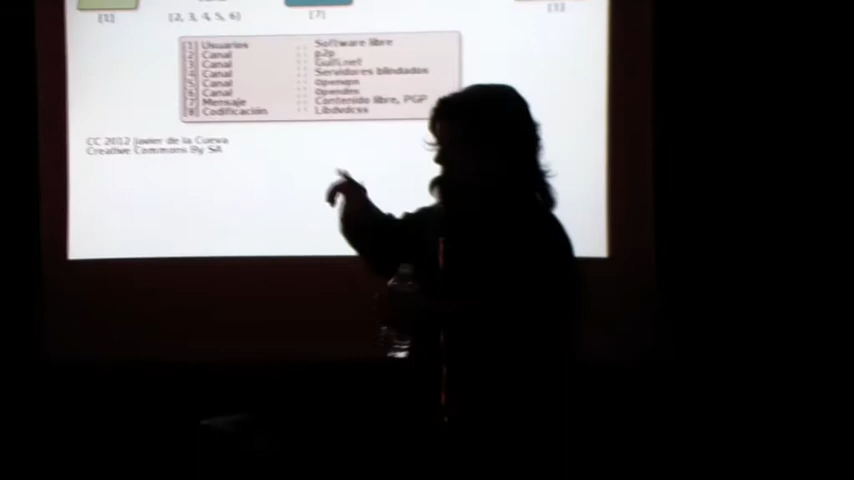 [1] [2, 3, 4, 5, 6] [7] [1]
[1] Usuarios :: Software libre
[2] Canal :: p2p
[3] Canal :: Guifi.net
[4] Canal :: Servidores blindados
[5] Canal :: Openvpn
[6] Canal :: Opendns
[7] Mensaje :: Contenido libre, PGP
[8] Codificación :: Libdvdcss
CC 2012 Javier de la Cueva
Creative Commons By SA